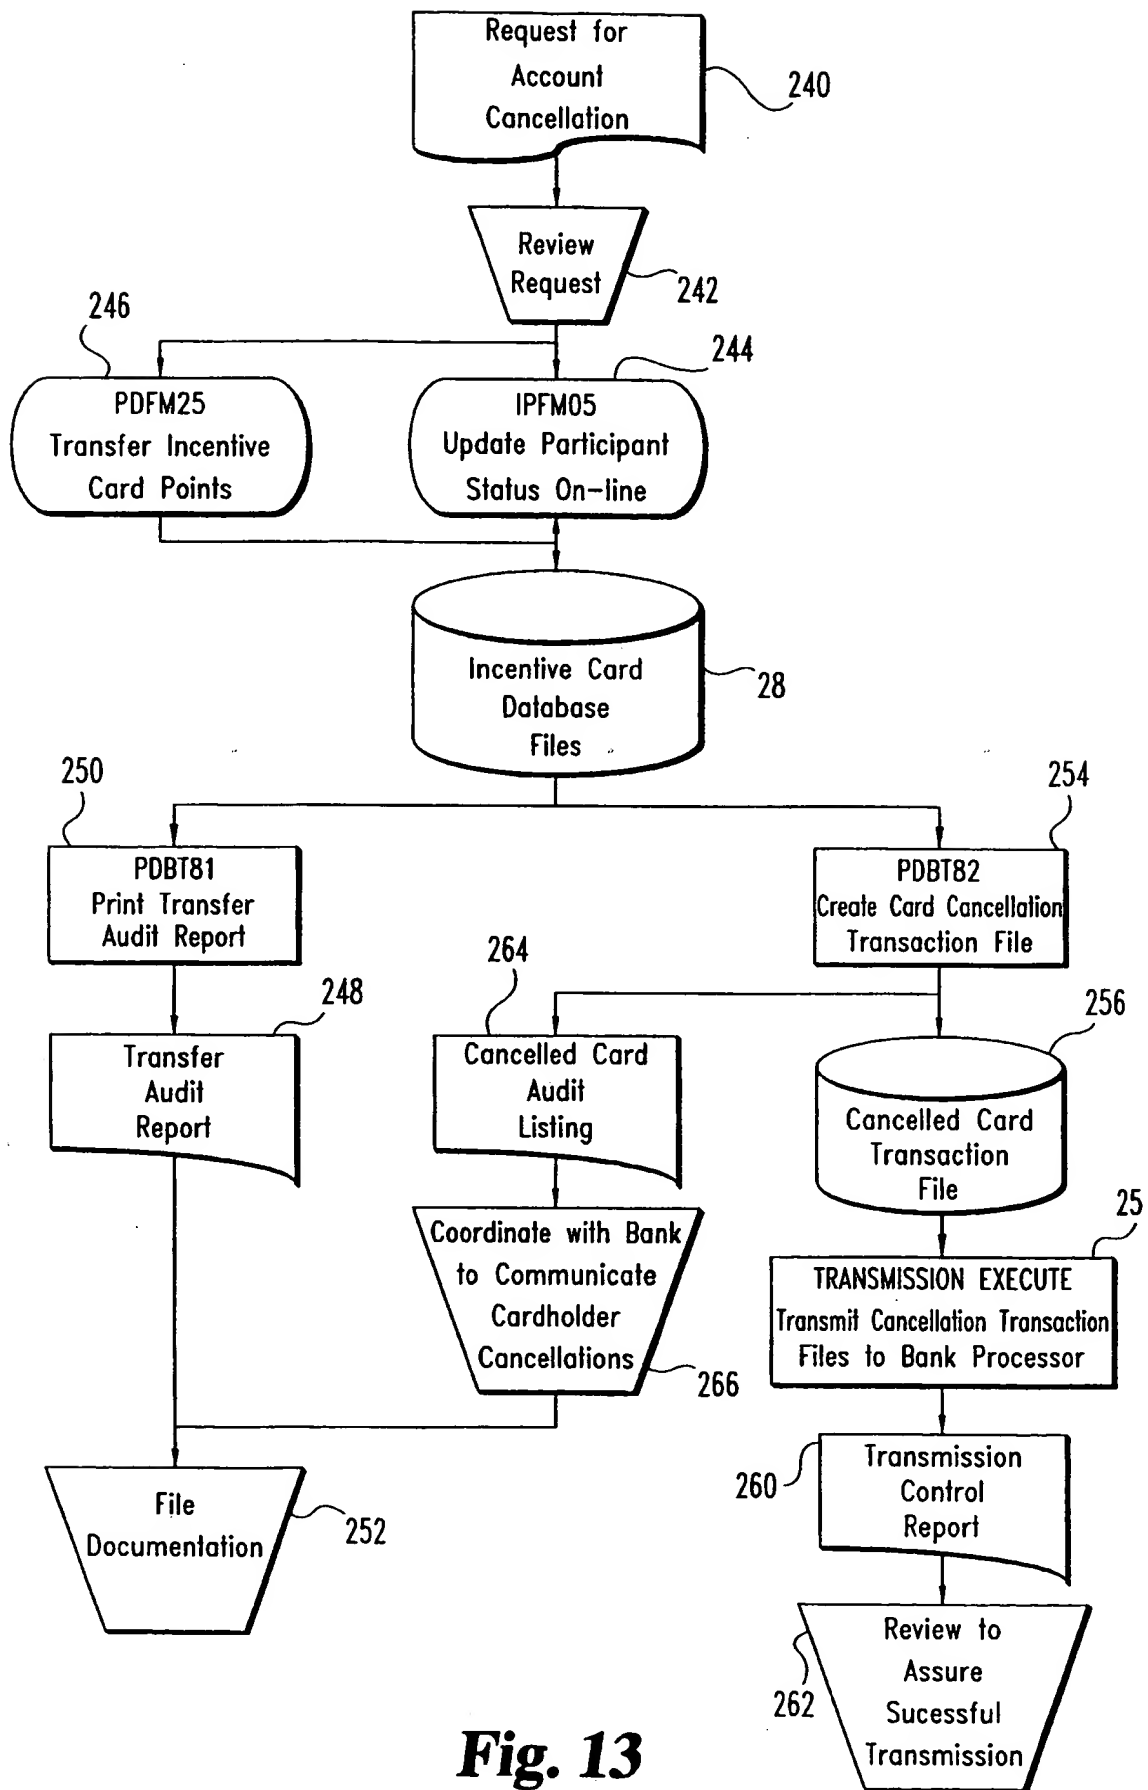 Request for
Account
Cancellation
240
Review
Request
242
246
244
PDFM25
Transfer Incentive
Card Points
IPFM05
Update Participant
Status On-line
Incentive Card
Database
Files
28
250
254
PDBT81
Print Transfer
Audit Report
PDBT82
Create Card Cancellation
Transaction File
248
264
256
Transfer
Audit
Report
Cancelled Card
Audit
Listing
Cancelled Card
Transaction
File
Coordinate with Bank
to Communicate
Cardholder
Cancellations
266
25
TRANSMISSION EXECUTE
Transmit Cancellation Transaction
Files to Bank Processor
260
Transmission
Control
Report
File
Documentation
252
262
Review to
Assure
Sucessful
Transmission
Fig. 13